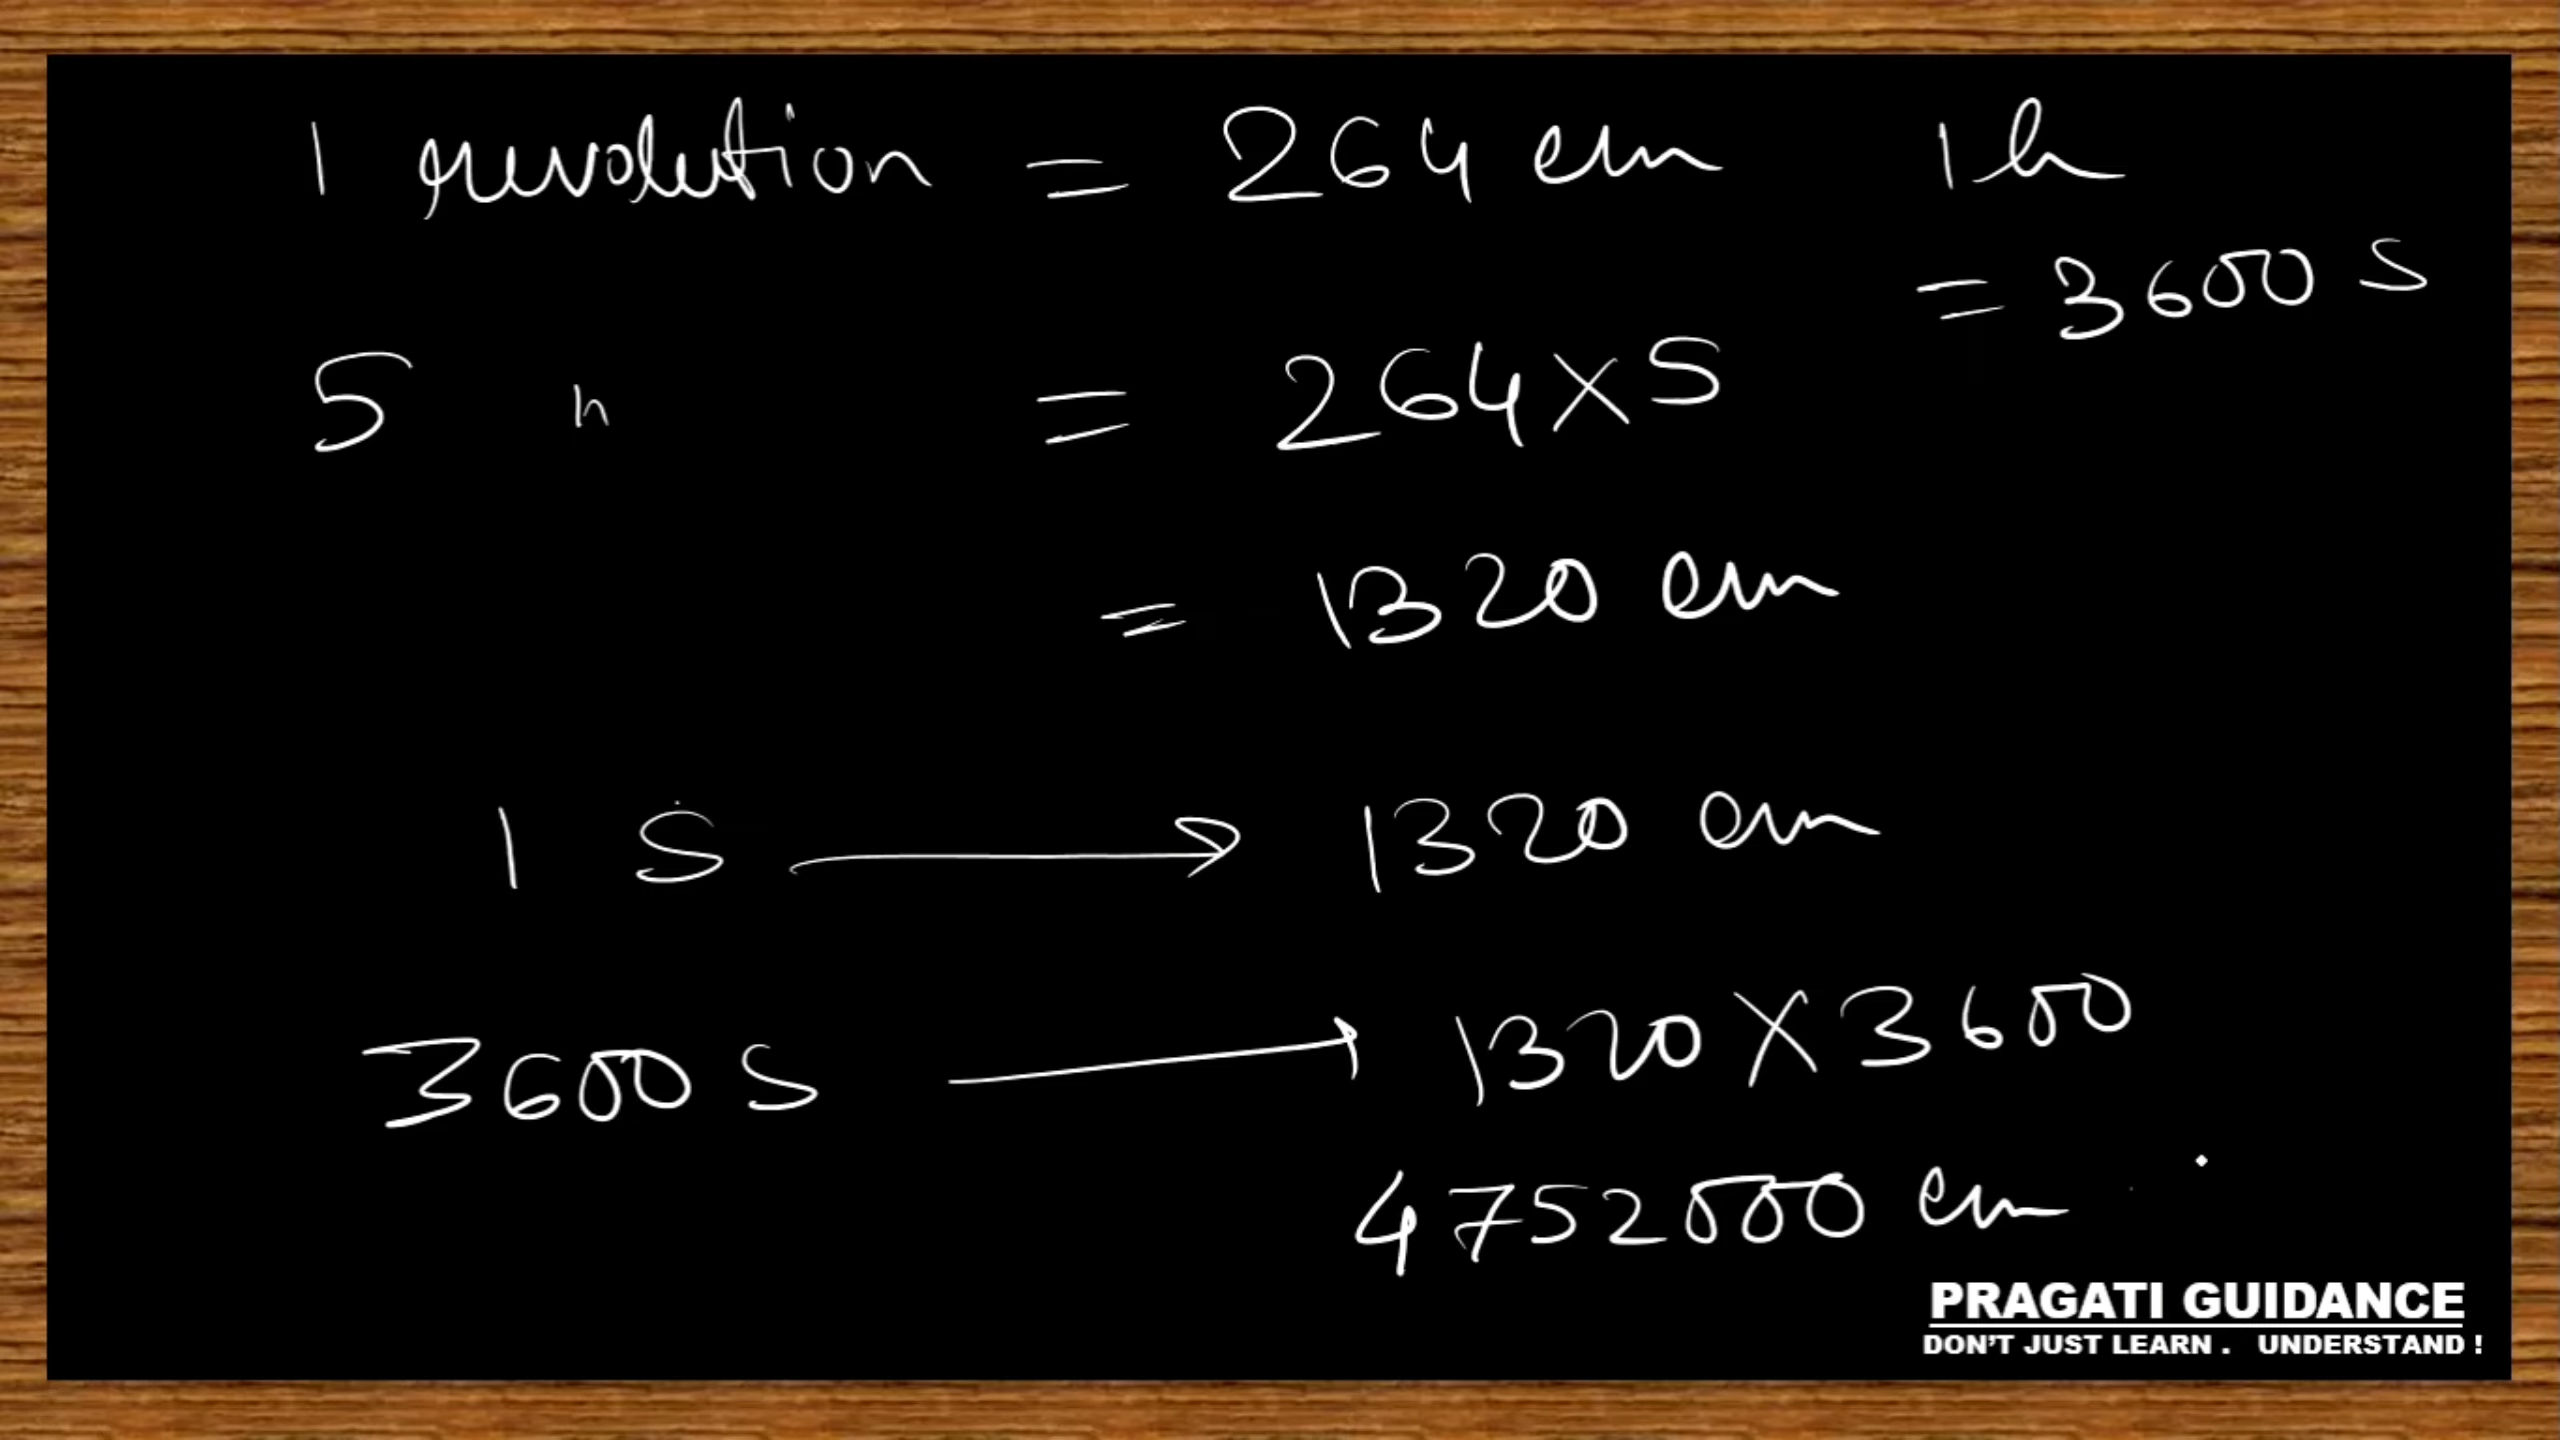 1 revolution = 264 cm
1 h
= 3600 s
5 " = 264 × 5
= 1320 cm
1 s → 1320 cm
3600 s → 1320 × 3600
4752000 cm
PRAGATI GUIDANCE
DON'T JUST LEARN . UNDERSTAND !